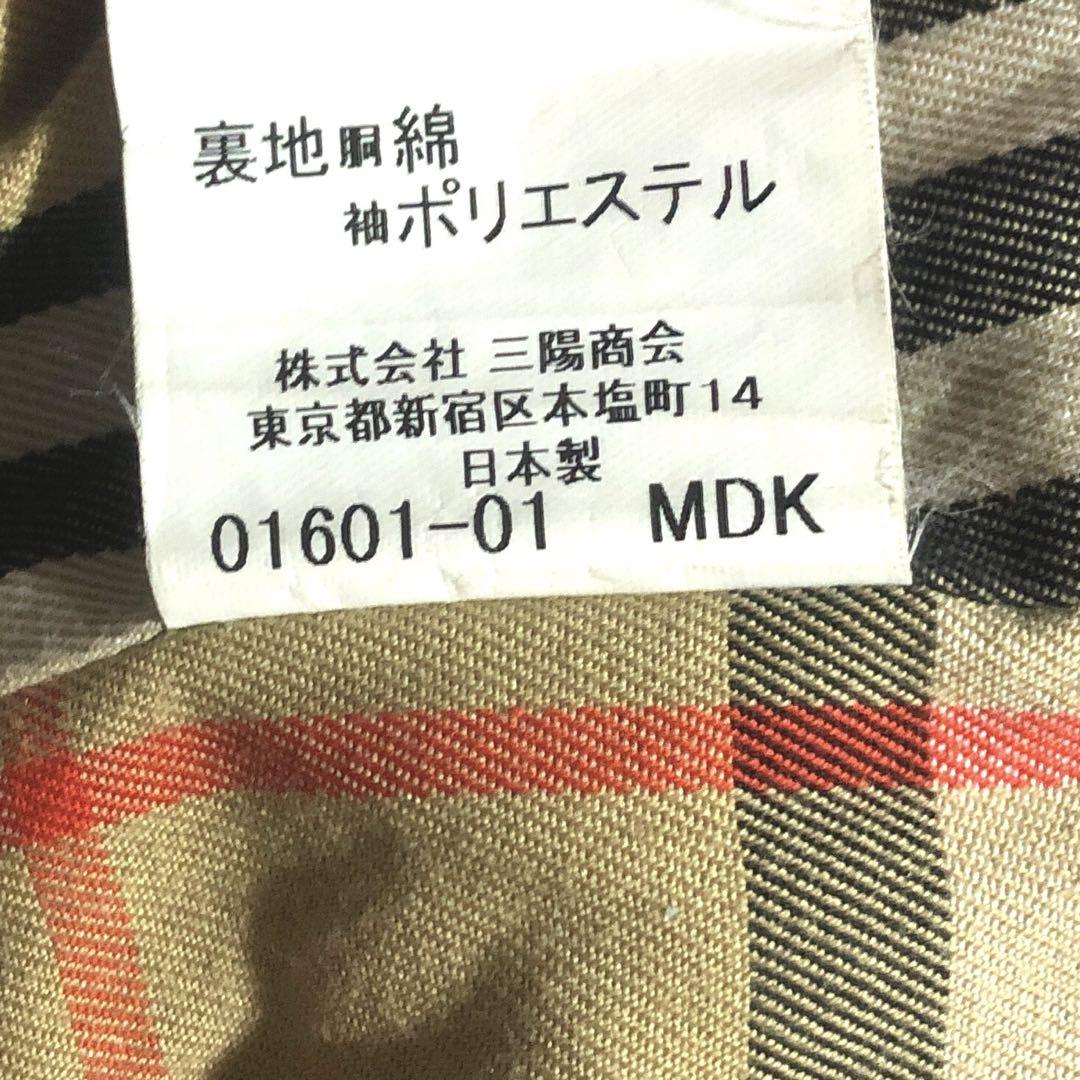 裏地胴綿
袖ポリエステル
株式会社 三陽商会
東京都新宿区本塩町14
日本製
01601-01 MDK